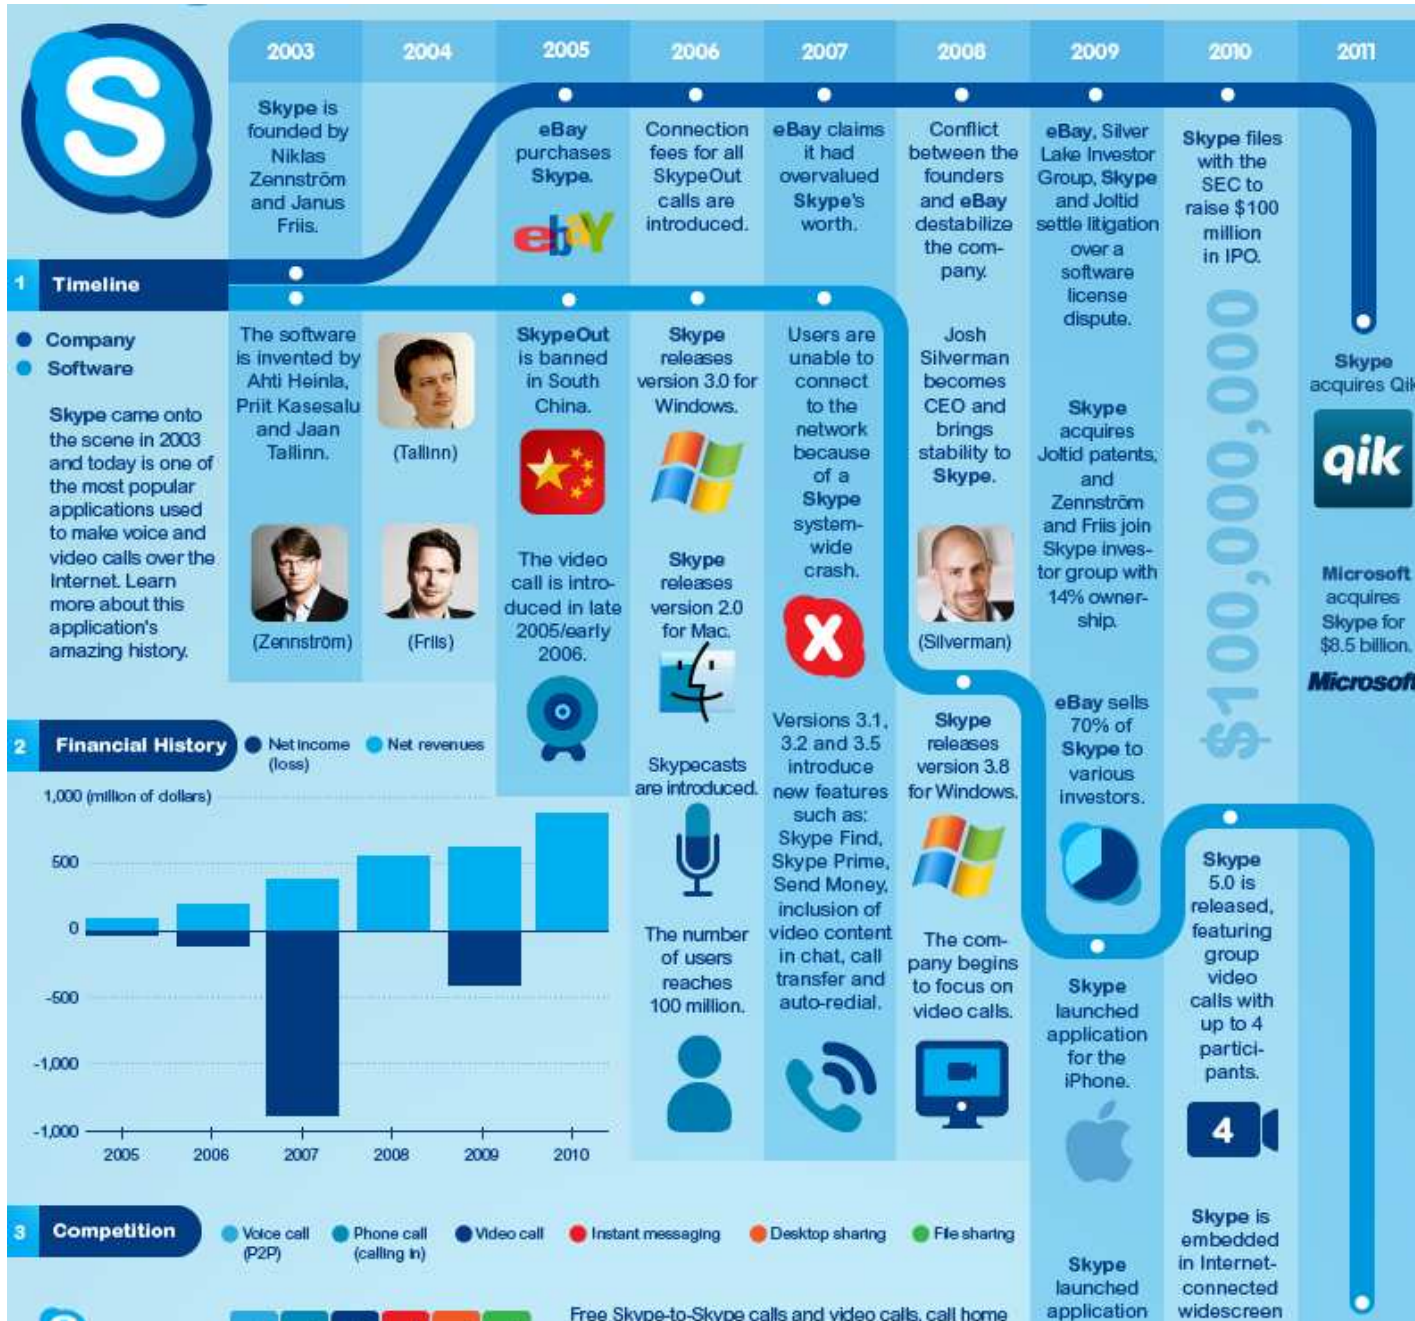 S
2003
2004
2005
2006
2007
2008
2009
2010
2011
Skype is
founded by
Niklas
Zennström
and Janus
Friis.
eBay
purchases
Skype.
ebaY
Connection
fees for all
SkypeOut
calls are
introduced.
eBay claims
it had
overvalued
Skype's
worth.
Conflict
between the
founders
and eBay
destabilize
the com-
pany.
eBay, Silver
Lake Investor
Group, Skype
and Joltid
settle litigation
over a
software
license
dispute.
Skype files
with the
SEC to
raise $100
million
in IPO.
$100,000,000
1 Timeline
Company
Software
Skype came onto
the scene in 2003
and today is one of
the most popular
applications used
to make voice and
video calls over the
Internet. Learn
more about this
application's
amazing history.
The software
is invented by
Ahti Heinla,
Priit Kasesalu
and Jaan
Tallinn.
(Tallinn)
(Zennström)
(Friis)
SkypeOut
is banned
in South
China.
The video
call is intro-
duced in late
2005/early
2006.
Skype
releases
version 3.0 for
Windows.
Skype
releases
version 2.0
for Mac.
Skypecasts
are introduced.
The number
of users
reaches
100 million.
Users are
unable to
connect
to the
network
because
of a
Skype
system-
wide
crash.
X
Versions 3.1,
3.2 and 3.5
introduce
new features
such as:
Skype Find,
Skype Prime,
Send Money,
inclusion of
video content
in chat, call
transfer and
auto-redial.
Josh
Silverman
becomes
CEO and
brings
stability to
Skype.
(Silverman)
Skype
releases
version 3.8
for Windows.
The com-
pany begins
to focus on
video calls.
Skype
acquires
Joltid patents,
and
Zennström
and Friis join
Skype inves-
tor group with
14% owner-
ship.
eBay sells
70% of
Skype to
various
investors.
Skype
launched
application
for the
iPhone.
Skype
launched
application
Skype
5.0 is
released,
featuring
group
video
calls with
up to 4
partici-
pants.
4
Skype is
embedded
in Internet-
connected
widescreen
Skype
acquires Qik
qik
Microsoft
acquires
Skype for
$8.5 billion.
Microsoft
2 Financial History
Net income
(loss)
Net revenues
1,000 (million of dollars)
500
0
-500
-1,000
-1,000
2005
2006
2007
2008
2009
2010
3 Competition
Voice call
(P2P)
Phone call
(calling in)
Video call
Instant messaging
Desktop sharing
File sharing
Free Skype-to-Skype calls and video calls, call home